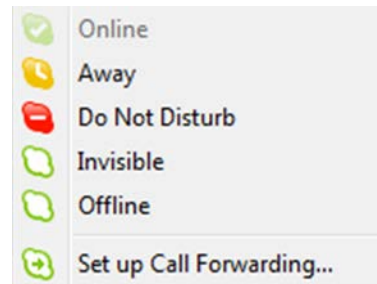 Online
Away
Do Not Disturb
Invisible
Offline
Set up Call Forwarding...